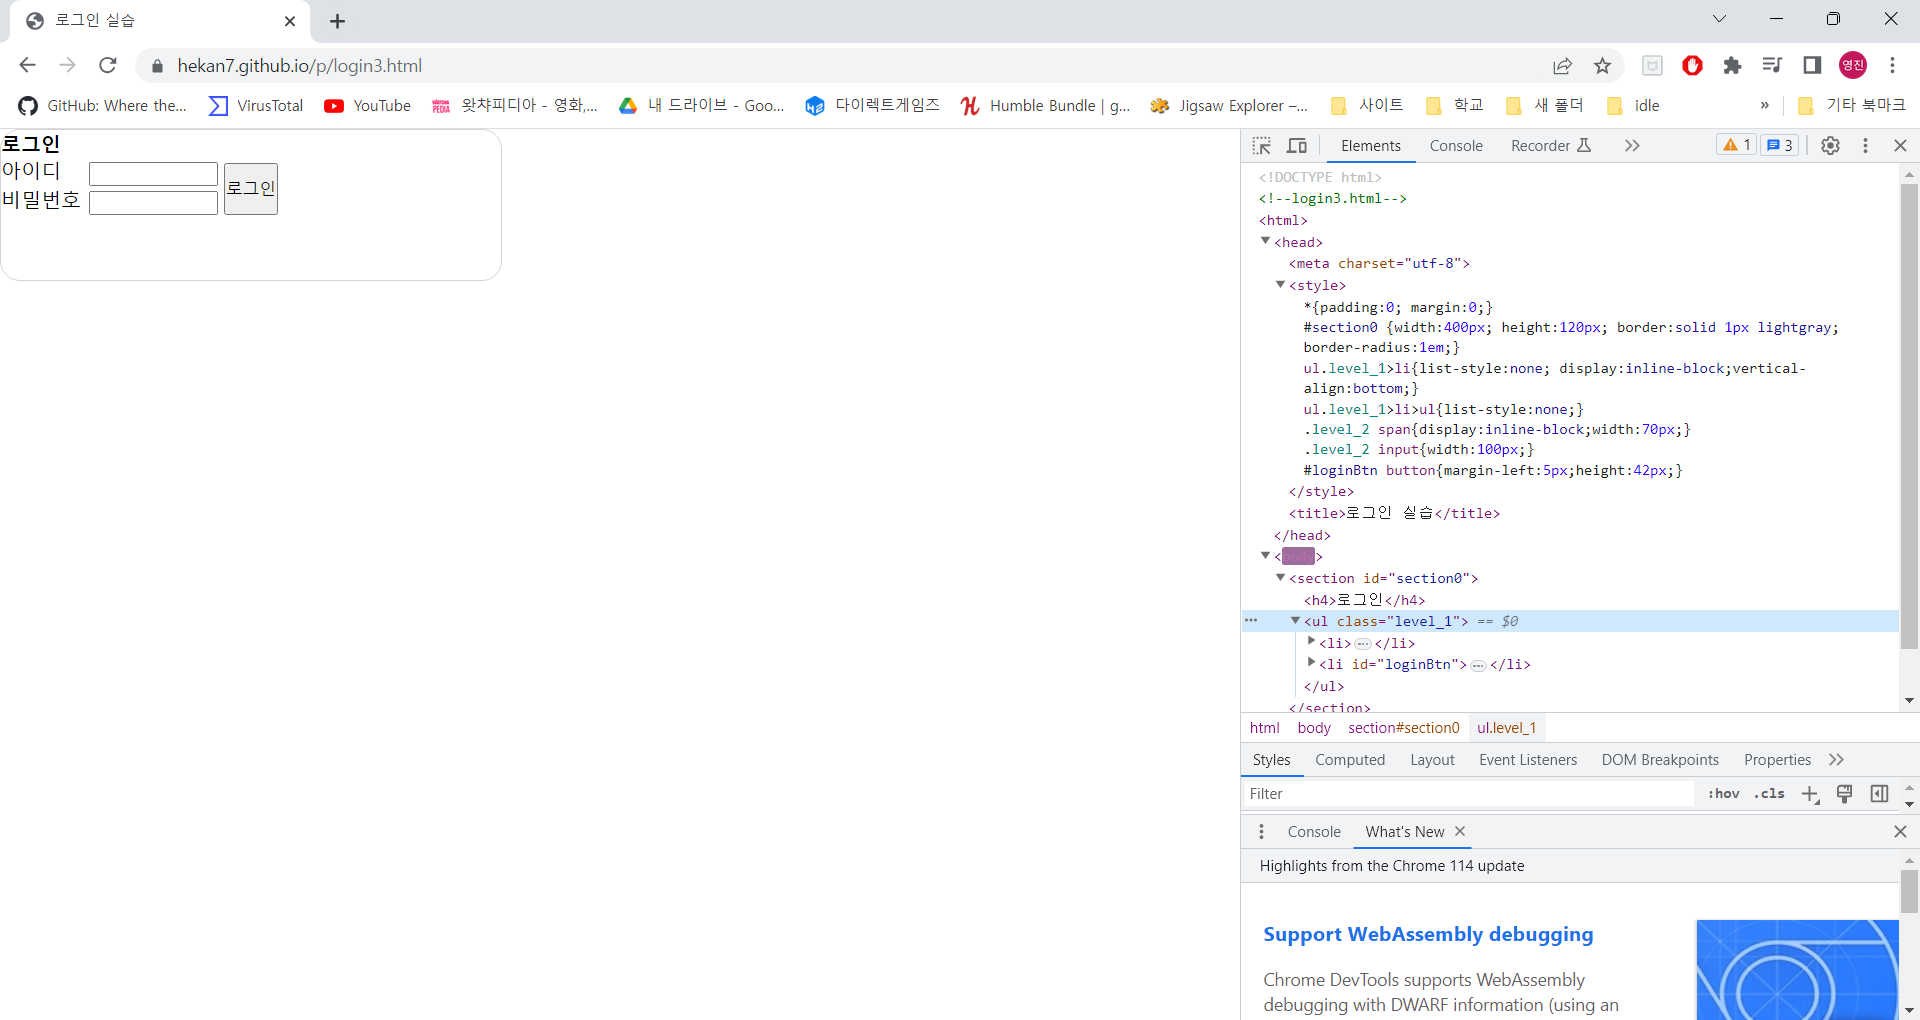 로그인 실습
hekan7.github.io/p/login3.html
영진
GitHub: Where the...
VirusTotal
YouTube
WATCHA PEDIA
왓챠피디아 - 영화,...
내 드라이브 - Goo...
다이렉트게임즈
Humble Bundle | g...
Jigsaw Explorer –...
사이트
학교
새 폴더
idle
»
기타 북마크
로그인
아이디
비밀번호
로그인
Elements
Console
Recorder
1
3
<!DOCTYPE html>
<!--login3.html-->
<html>
<head>
<meta charset="utf-8">
<style>
*{padding:0; margin:0;}
#section0 {width:400px; height:120px; border:solid 1px lightgray;
border-radius:1em;}
ul.level_1>li{list-style:none; display:inline-block;vertical-
align:bottom;}
ul.level_1>li>ul{list-style:none;}
.level_2 span{display:inline-block;width:70px;}
.level_2 input{width:100px;}
#loginBtn button{margin-left:5px;height:42px;}
</style>
<title>로그인 실습</title>
</head>
<body>
<section id="section0">
<h4>로그인</h4>
<ul class="level_1"> == $0
<li>…</li>
<li id="loginBtn">…</li>
</ul>
</section>
html body section#section0 ul.level_1
Styles Computed Layout Event Listeners DOM Breakpoints Properties
Filter
:hov .cls
Console What's New
Highlights from the Chrome 114 update
Support WebAssembly debugging
Chrome DevTools supports WebAssembly
debugging with DWARF information (using an